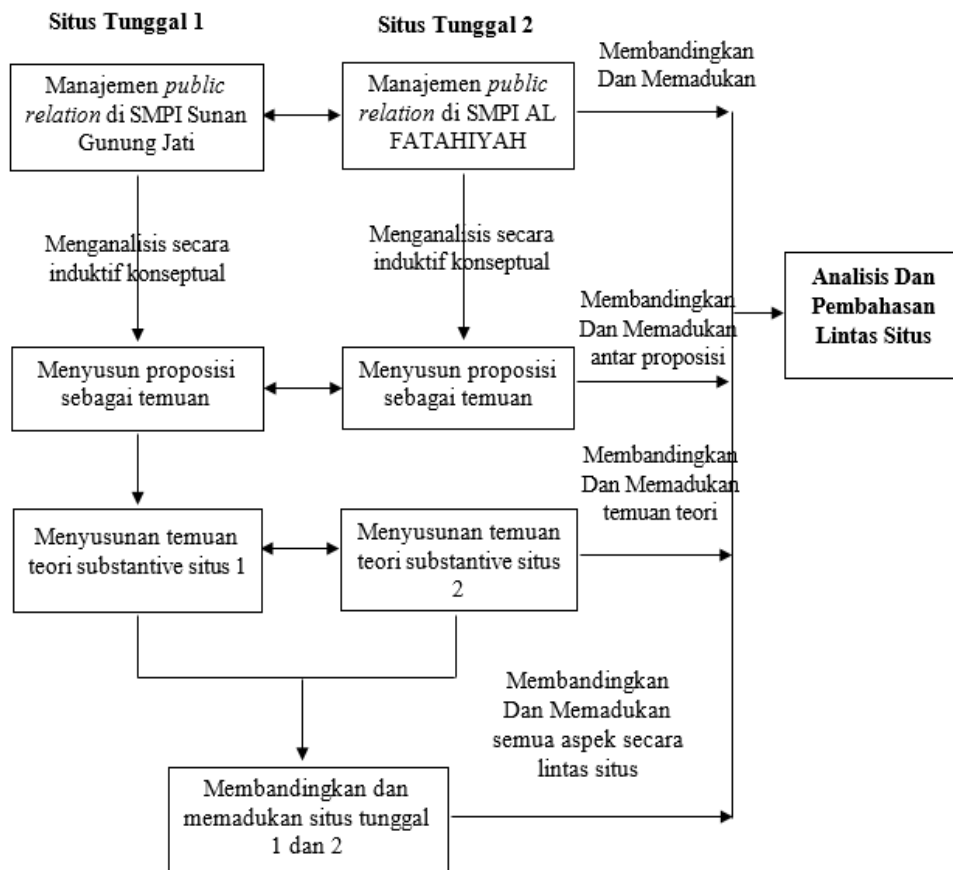 Situs Tunggal 1
Situs Tunggal 2
Manajemen public
relation di SMPI Sunan
Gunung Jati
Manajemen public
relation di SMPI AL
FATAHIYAH
Membandingkan
Dan Memadukan
Menganalisis secara
induktif konseptual
Menganalisis secara
induktif konseptual
Membandingkan
Dan Memadukan
antar proposisi
Analisis Dan
Pembahasan
Lintas Situs
Menyusun proposisi
sebagai temuan
Menyusun proposisi
sebagai temuan
Membandingkan
Dan Memadukan
temuan teori
Menyusunan temuan
teori substantive situs 1
Menyusunan temuan
teori substantive situs
2
Membandingkan
Dan Memadukan
semua aspek secara
lintas situs
Membandingkan dan
memadukan situs tunggal
1 dan 2